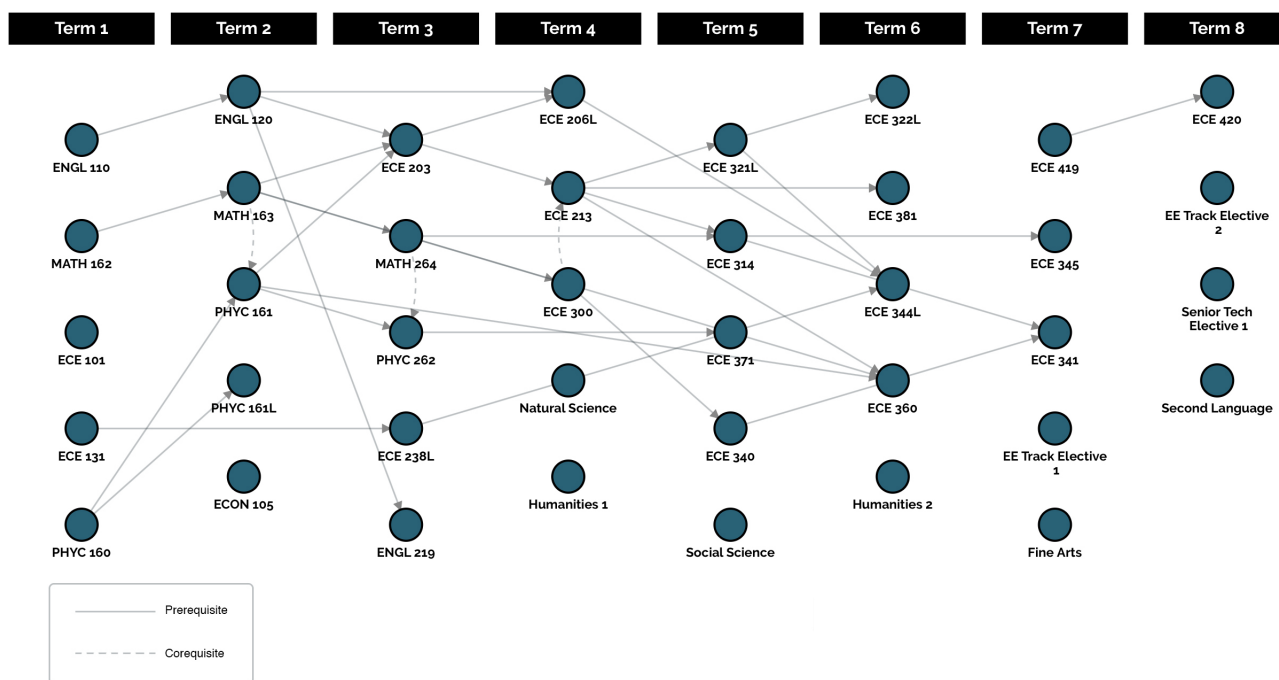 Term 1
Term 2
Term 3
Term 4
Term 5
Term 6
Term 7
Term 8
ENGL 110
MATH 162
ECE 101
ECE 131
PHYC 160
ENGL 120
MATH 163
PHYC 161
PHYC 161L
ECON 105
ECE 203
MATH 264
PHYC 262
ECE 238L
ENGL 219
ECE 206L
ECE 213
ECE 300
Natural Science
Humanities 1
ECE 321L
ECE 314
ECE 371
ECE 340
Social Science
ECE 322L
ECE 381
ECE 344L
ECE 360
Humanities 2
ECE 419
ECE 345
ECE 341
EE Track Elective
1
Fine Arts
ECE 420
EE Track Elective
2
Senior Tech
Elective 1
Second Language
Prerequisite
Corequisite